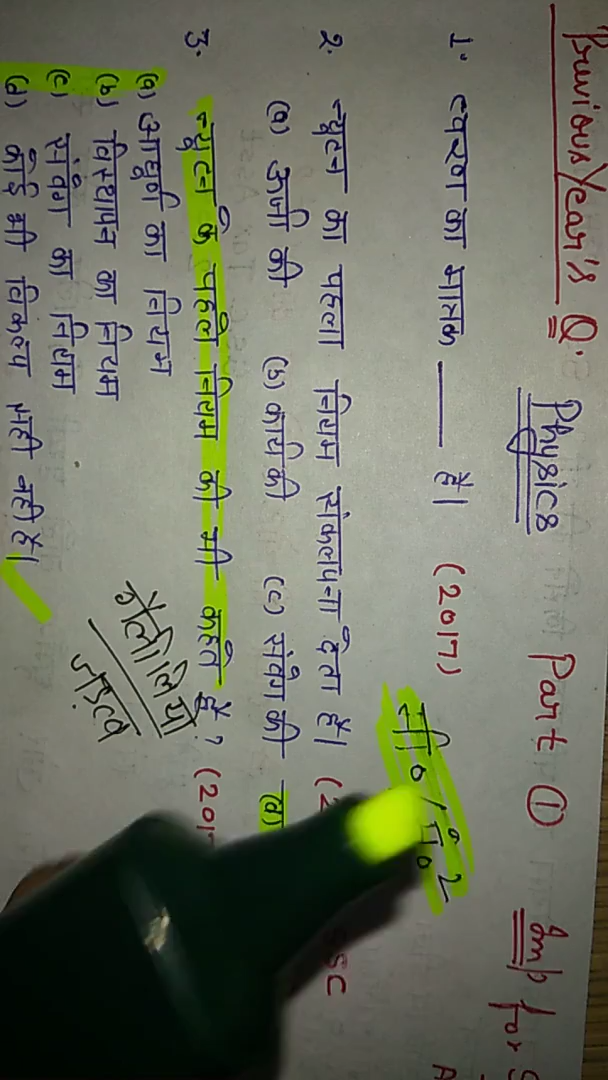 Previous Year's Q.
Physics Part ①
Imp for
1. त्वरण का मात्रक ——— है। (2017)
मी०/से०²
2. न्यूटन का पहला नियम संकल्पना देता है।
(a) ऊर्जा की (b) कार्य की (c) संवेग की
3. न्यूटन के पहले नियम को भी कहते हैं?
(a) आघूर्ण का नियम
(b) विस्थापन का नियम
(c) संवेग का नियम
(d) कोई भी विकल्प सही नहीं है।
गैलीलियो
जड़त्व